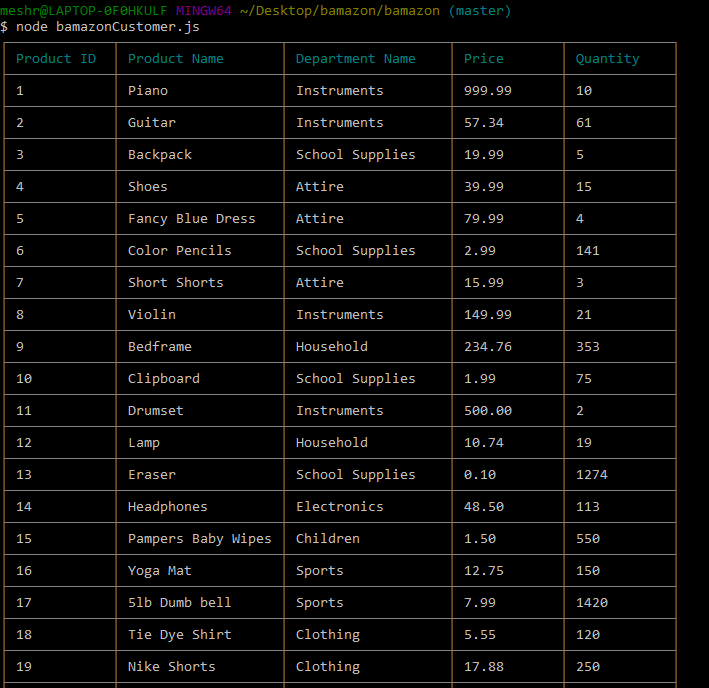 meshr@LAPTOP-0F0HKULF MINGW64 ~/Desktop/bamazon/bamazon (master)
$ node bamazonCustomer.js
Product ID Product Name Department Name Price Quantity
1 Piano Instruments 999.99 10
2 Guitar Instruments 57.34 61
3 Backpack School Supplies 19.99 5
4 Shoes Attire 39.99 15
5 Fancy Blue Dress Attire 79.99 4
6 Color Pencils School Supplies 2.99 141
7 Short Shorts Attire 15.99 3
8 Violin Instruments 149.99 21
9 Bedframe Household 234.76 353
10 Clipboard School Supplies 1.99 75
11 Drumset Instruments 500.00 2
12 Lamp Household 10.74 19
13 Eraser School Supplies 0.10 1274
14 Headphones Electronics 48.50 113
15 Pampers Baby Wipes Children 1.50 550
16 Yoga Mat Sports 12.75 150
17 5lb Dumb bell Sports 7.99 1420
18 Tie Dye Shirt Clothing 5.55 120
19 Nike Shorts Clothing 17.88 250